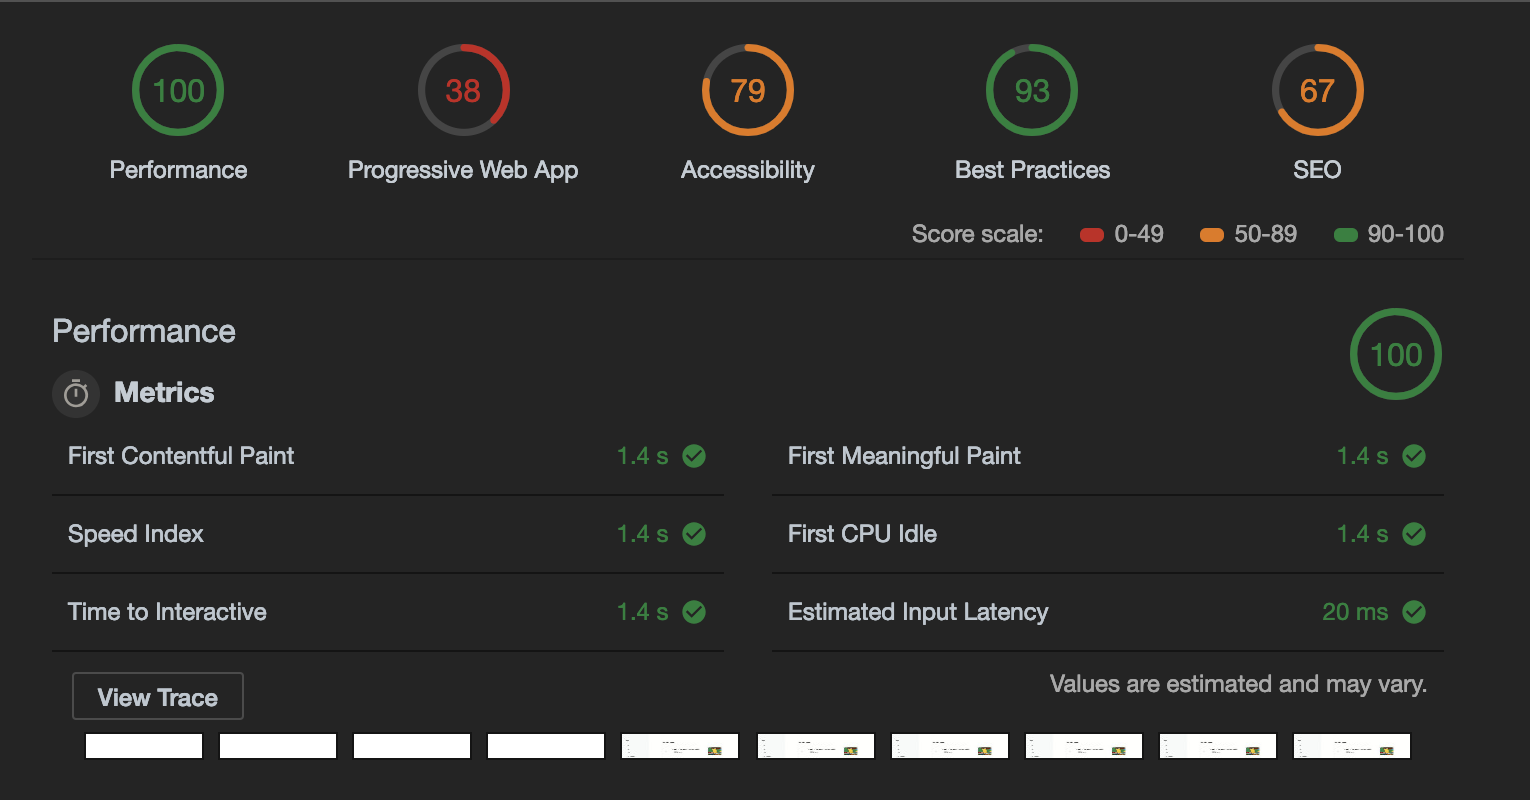 100 38 79 93 67
Performance Progressive Web App Accessibility Best Practices SEO
Score scale: 0-49 50-89 90-100
Performance
100
Metrics
First Contentful Paint 1.4 s First Meaningful Paint 1.4 s
Speed Index 1.4 s First CPU Idle 1.4 s
Time to Interactive 1.4 s Estimated Input Latency 20 ms
View Trace Values are estimated and may vary.